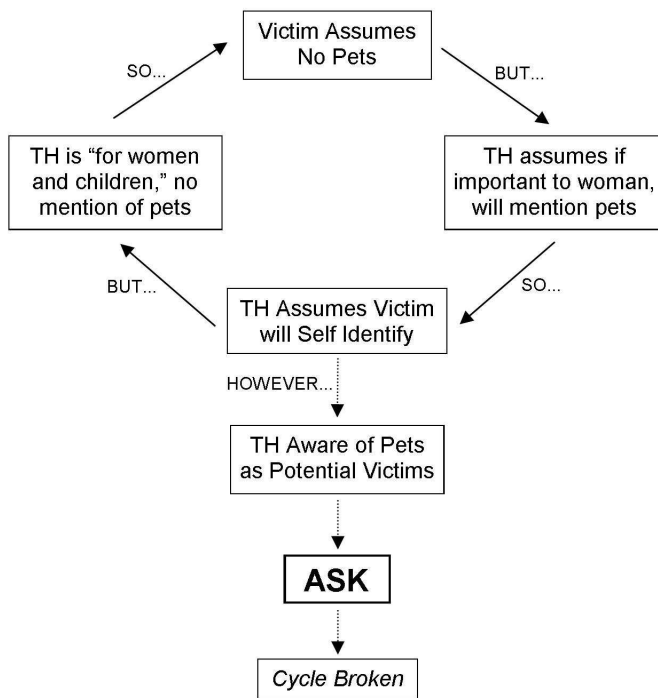 Victim Assumes
No Pets
SO...
BUT...
TH is “for women
and children,” no
mention of pets
TH assumes if
important to woman,
will mention pets
BUT...
SO...
TH Assumes Victim
will Self Identify
HOWEVER...
TH Aware of Pets
as Potential Victims
ASK
Cycle Broken